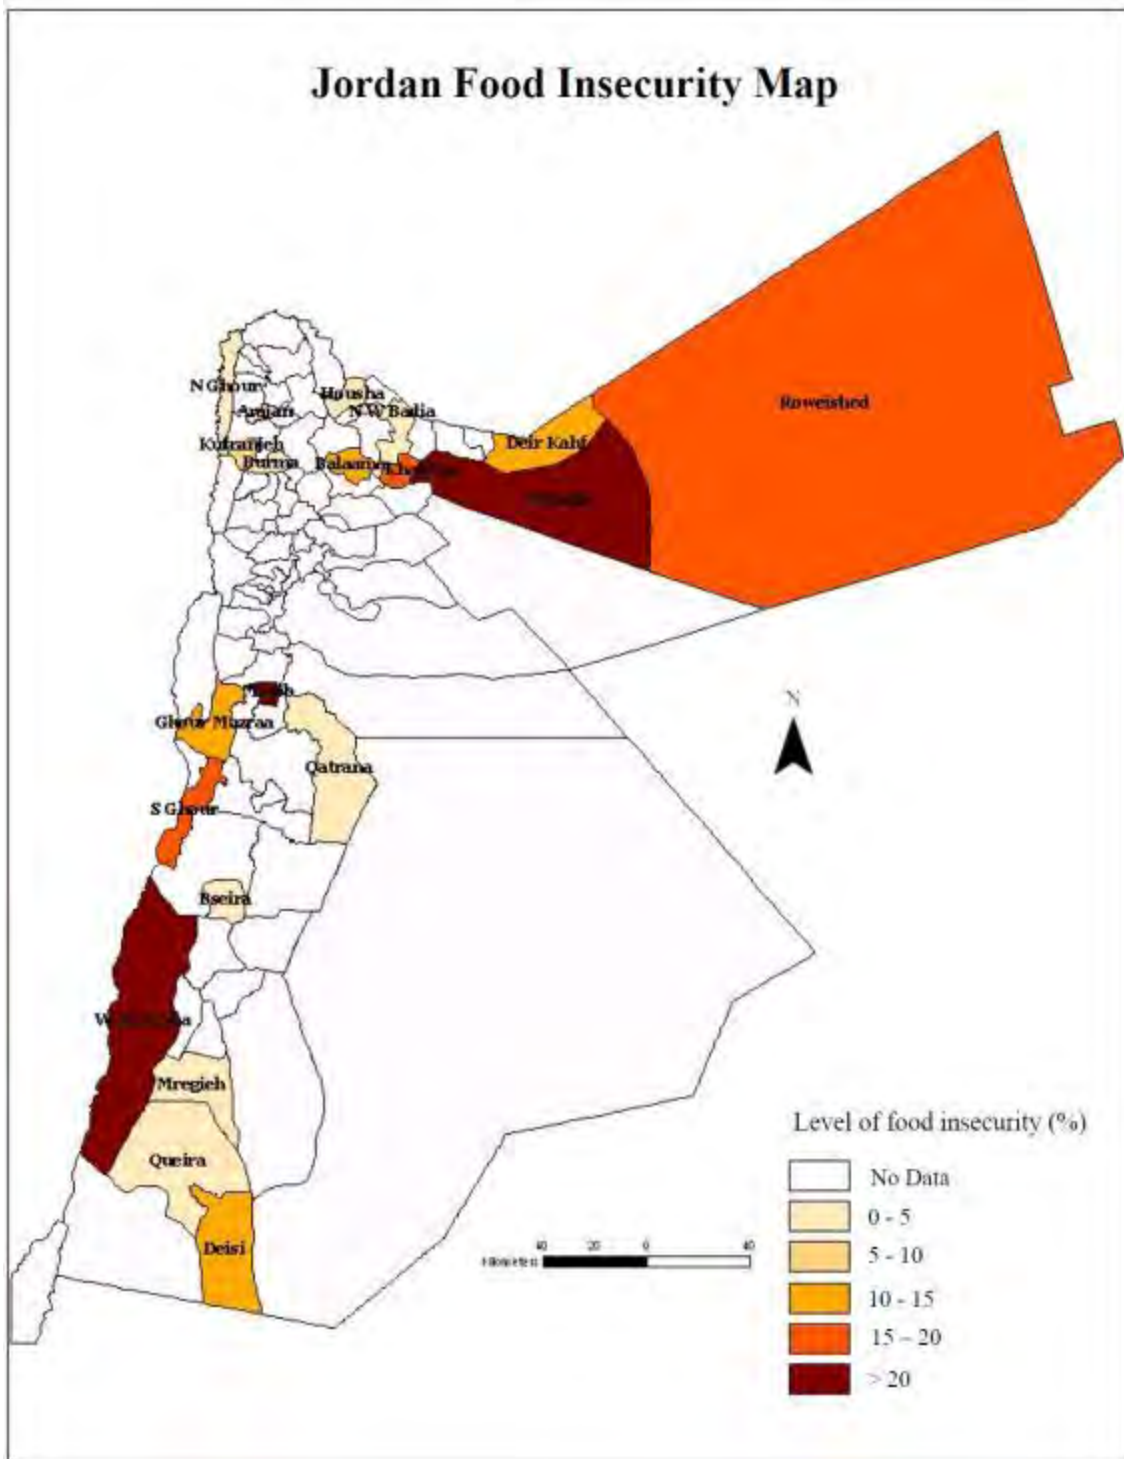 Jordan Food Insecurity Map
Roweished
N Ghour
Housha
N W Badia
Deir Kahf
Kufranjeh
Burma
Ghour Mazraa
Qatrana
S Ghour
Bseira
Mregieh
Queira
Deisi
N
Level of food insecurity (%)
No Data
0 - 5
5 - 10
10 - 15
15 – 20
> 20
40 20 0 40
Kilometers